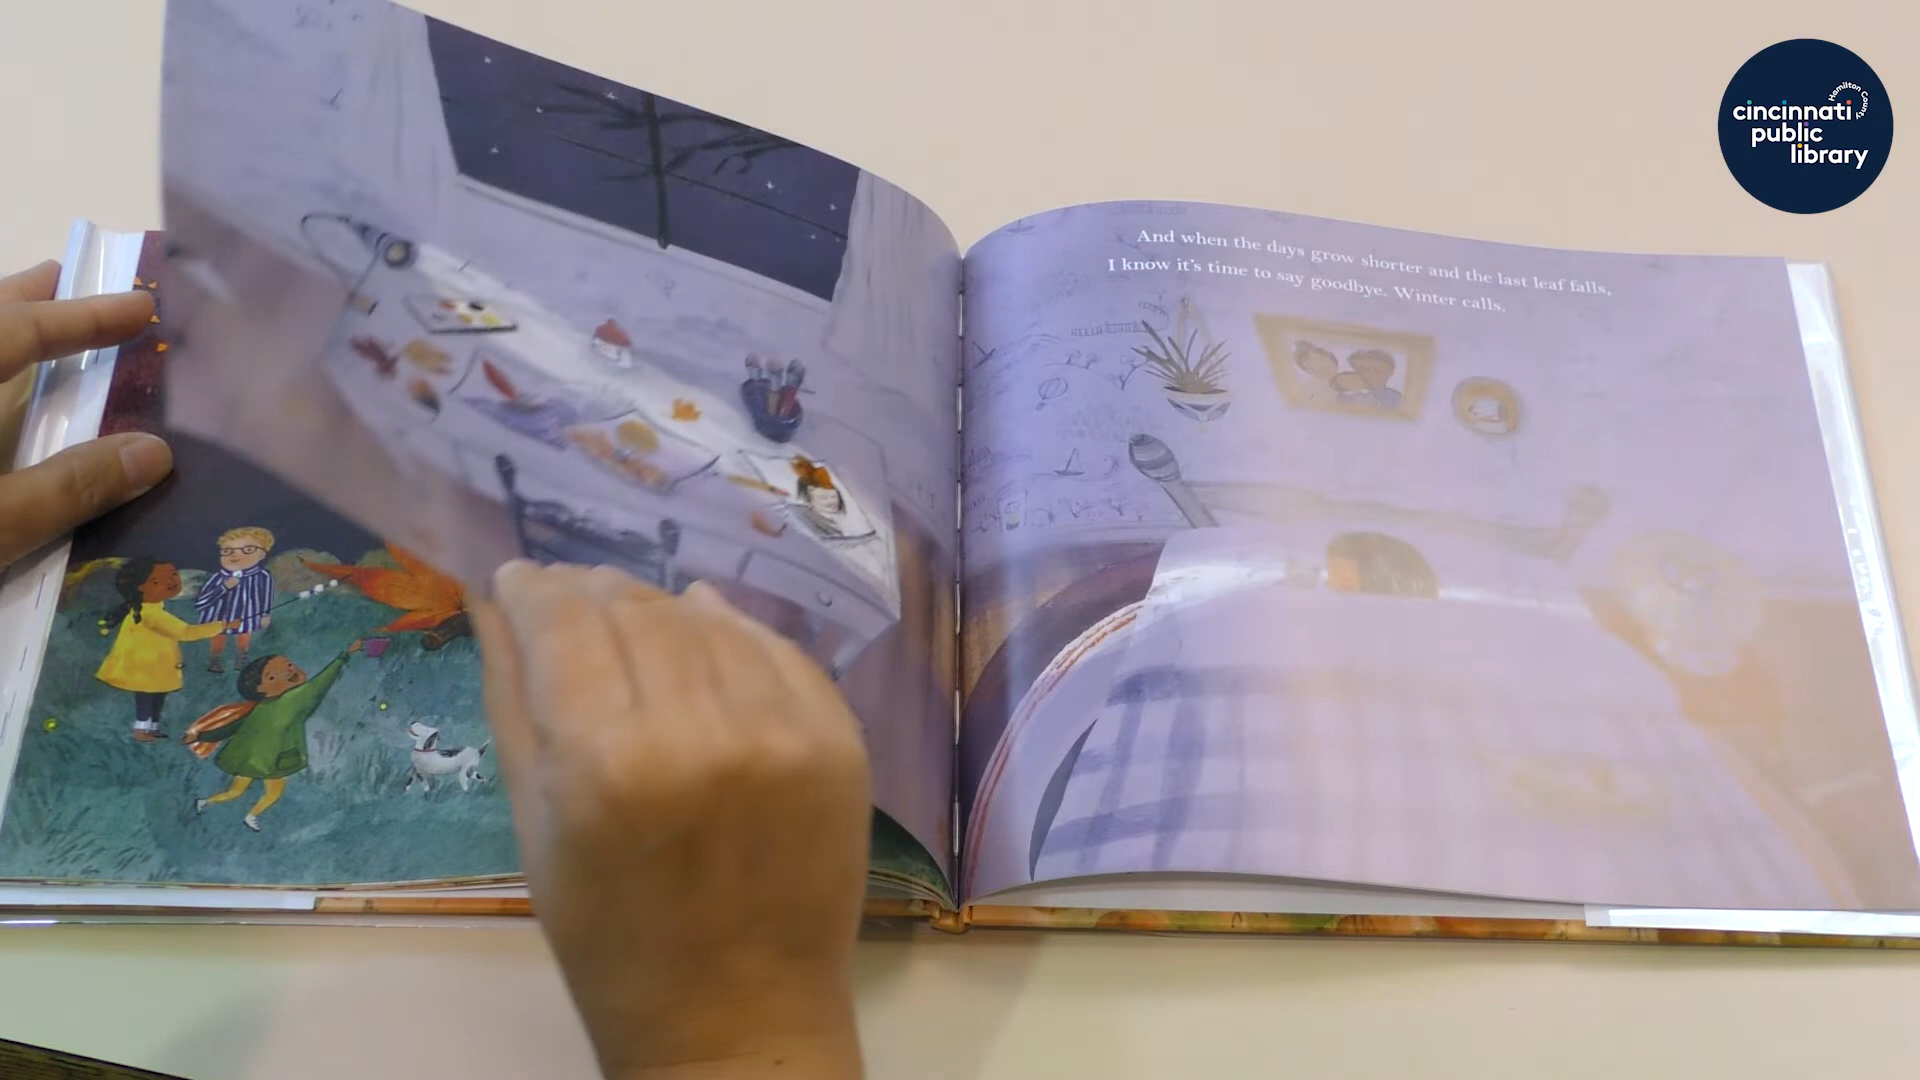 And when the days grow shorter and the last leaf falls,
I know it's time to say goodbye. Winter calls.
Hamilton County
cincinnati
public
library